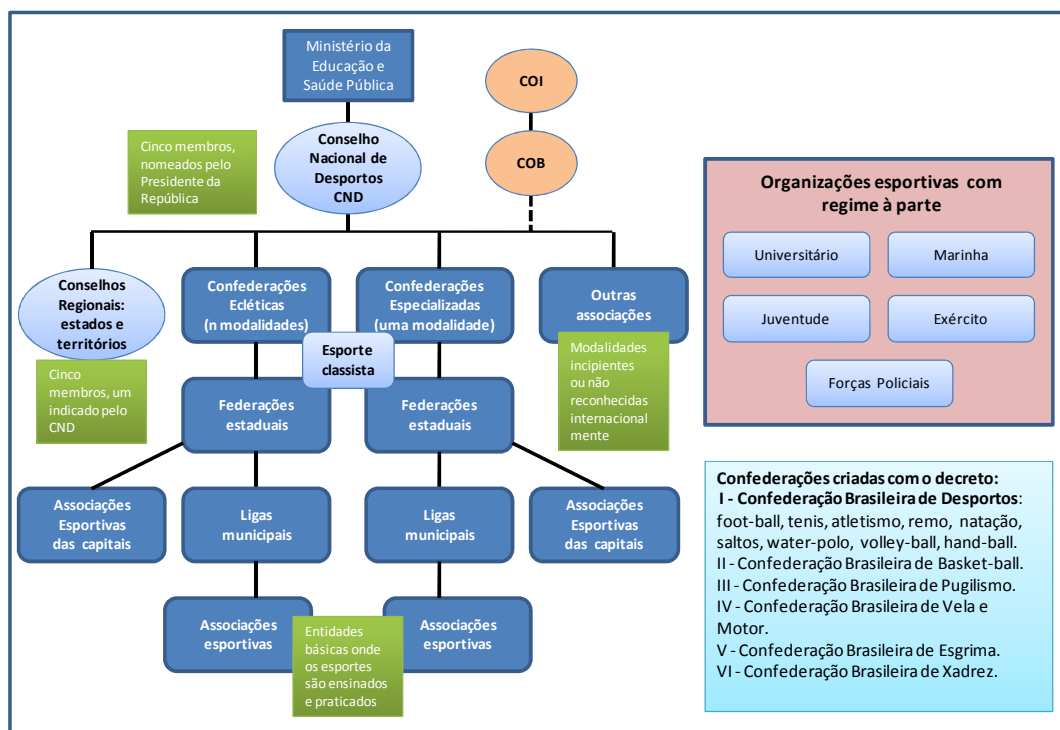 Ministério da
Educação e
Saúde Pública
COI
Cinco membros,
nomeados pelo
Presidente da
República
Conselho
Nacional de
Desportos
CND
COB
Conselhos
Regionais:
estados e
territórios
Cinco
membros, um
indicado pelo
CND
Confederações
Ecléticas
(n modalidades)
Confederações
Especializadas
(uma modalidade)
Outras
associações
Esporte
classista
Modalidades
incipientes
ou não
reconhecidas
internacional
mente
Federações
estaduais
Federações
estaduais
Associações
Esportivas
das capitais
Ligas
municipais
Ligas
municipais
Associações
Esportivas
das capitais
Associações
esportivas
Entidades
básicas onde
os esportes
são ensinados
e praticados
Associações
esportivas
Organizações esportivas com
regime à parte
Universitário
Marinha
Juventude
Exército
Forças Policiais
Confederações criadas com o decreto:
I - Confederação Brasileira de Desportos:
foot-ball, tenis, atletismo, remo, natação,
saltos, water-polo, volley-ball, hand-ball.
II - Confederação Brasileira de Basket-ball.
III - Confederação Brasileira de Pugilismo.
IV - Confederação Brasileira de Vela e
Motor.
V - Confederação Brasileira de Esgrima.
VI - Confederação Brasileira de Xadrez.